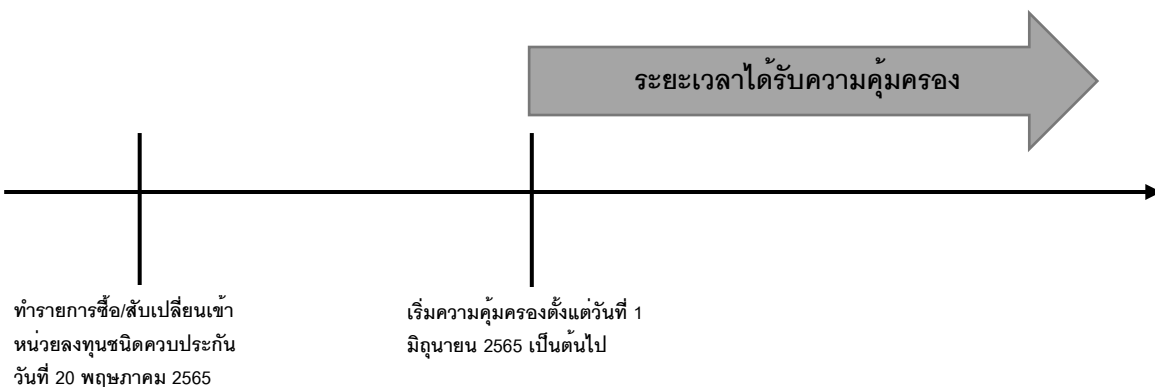 ระยะเวลาได้รับความคุ้มครอง
ทำรายการซื้อ/สับเปลี่ยนเข้า
หน่วยลงทุนชนิดควบประกัน
วันที่ 20 พฤษภาคม 2565
เริ่มความคุ้มครองตั้งแต่วันที่ 1
มิถุนายน 2565 เป็นต้นไป